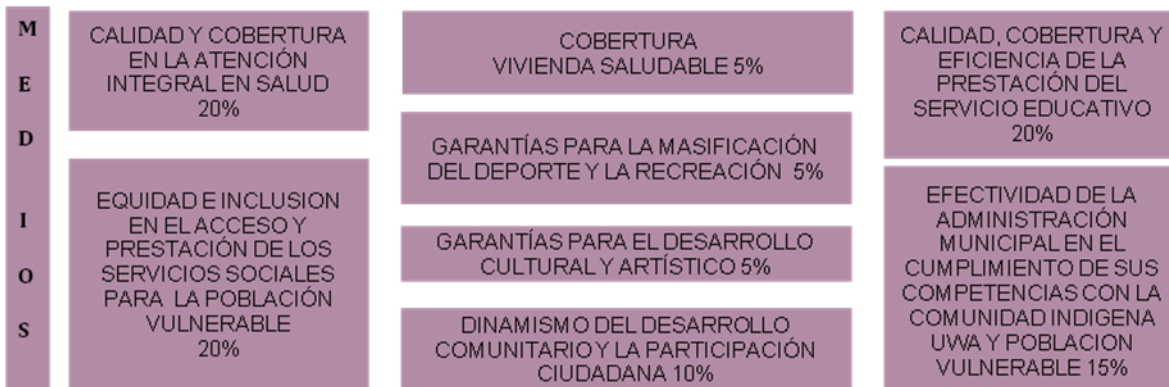 M
E
D
I
O
S
CALIDAD Y COBERTURA
EN LA ATENCIÓN
INTEGRAL EN SALUD
20%
EQUIDAD E INCLUSION
EN EL ACCESO Y
PRESTACIÓN DE LOS
SERVICIOS SOCIALES
PARA LA POBLACIÓN
VULNERABLE
20%
COBERTURA
VIVIENDA SALUDABLE 5%
GARANTÍAS PARA LA MASIFICACIÓN
DEL DEPORTE Y LA RECREACIÓN 5%
GARANTÍAS PARA EL DESARROLLO
CULTURAL Y ARTÍSTICO 5%
DINAMISMO DEL DESARROLLO
COMUNITARIO Y LA PARTICIPACIÓN
CIUDADANA 10%
CALIDAD, COBERTURA Y
EFICIENCIA DE LA
PRESTACIÓN DEL
SERVICIO EDUCATIVO
20%
EFECTIVIDAD DE LA
ADMINISTRACIÓN
MUNICIPAL EN EL
CUMPLIMIENTO DE SUS
COMPETENCIAS CON LA
COMUNIDAD INDIGENA
UWA Y POBLACION
VULNERABLE 15%